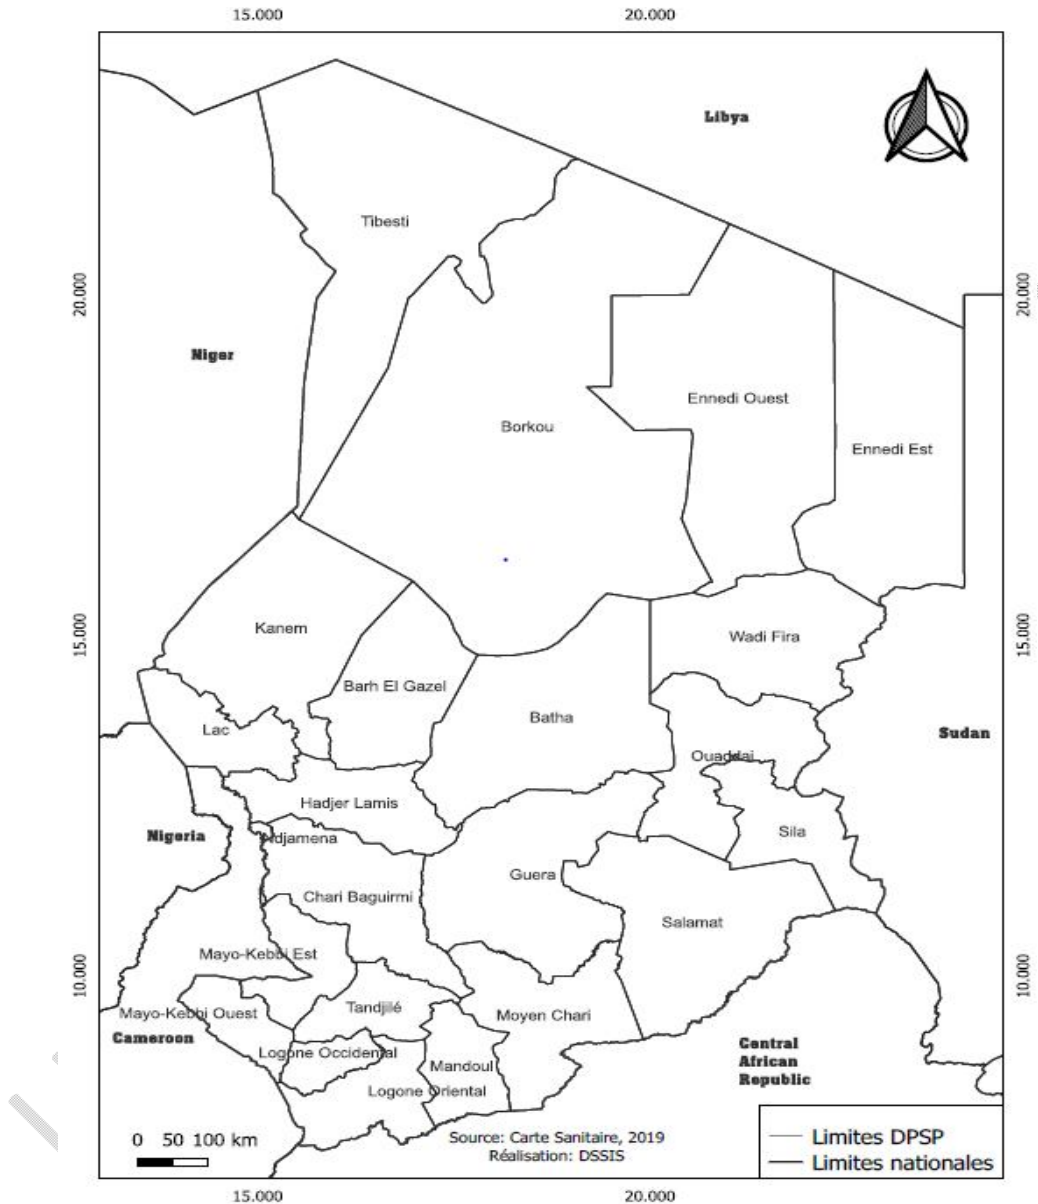 15.000 20.000
Libya
Tibesti
20.000 20.000
Niger
Ennedi Ouest
Borkou
Ennedi Est
15.000 15.000
Kanem
Wadi Fira
Barh El Gazel
Batha
Lac
Sudan
Ouaddai
Hadjer Lamis
Nigeria
Ndjamena
Sila
Guera
Chari Baguirmi
Salamat
Mayo-Kebbi Est
10.000 10.000
Tandjilé
Mayo-Kebbi Ouest
Moyen Chari
Cameroon
Central
African
Republic
Logone Occidental
Mandoul
Logone Oriental
0 50 100 km
Source: Carte Sanitaire, 2019
Réalisation: DSSIS
Limites DPSP
Limites nationales
15.000 20.000